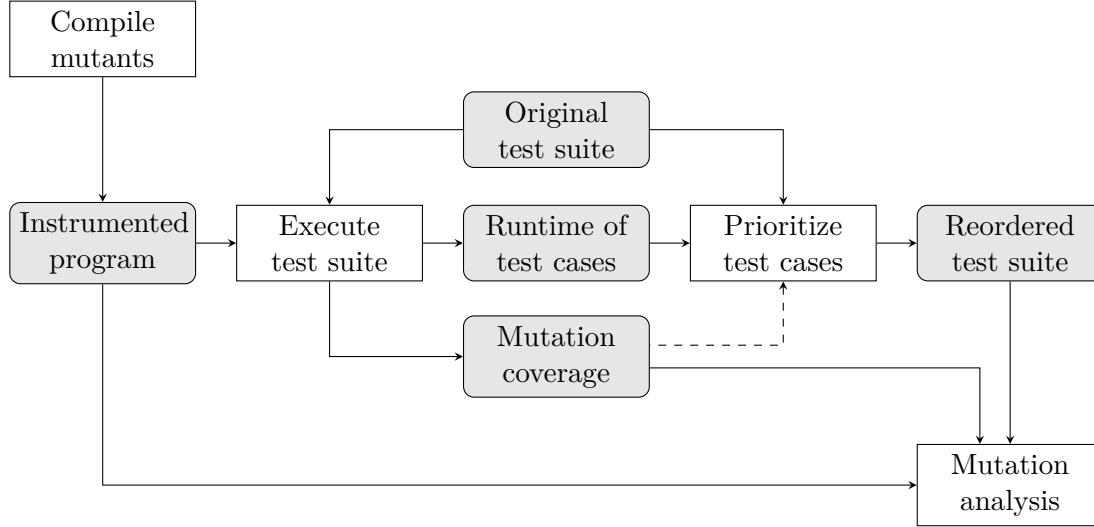 Compile
mutants
Original
test suite
Instrumented
program
Execute
test suite
Runtime of
test cases
Prioritize
test cases
Reordered
test suite
Mutation
coverage
Mutation
analysis